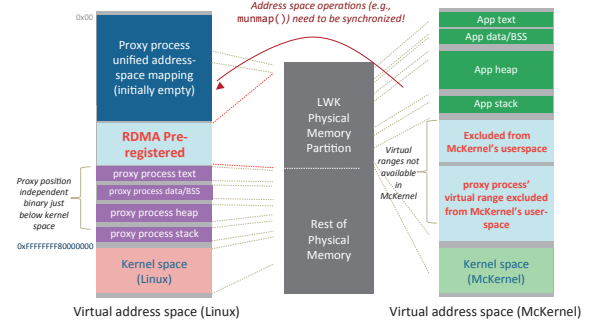 Address space operations (e.g.,
munmap()) need to be synchronized!
0x00
Proxy process
unified address-
space mapping
(initially empty)
RDMA Pre-
registered
proxy process text
proxy process data/BSS
proxy process heap
proxy process stack
Kernel space
(Linux)
Proxy position
independent
binary just
below kernel
space
0xFFFFFFFF80000000
Virtual address space (Linux)
LWK
Physical
Memory
Partition
Rest of
Physical
Memory
App text
App data/BSS
App heap
App stack
Excluded from
McKernel's userspace
proxy process'
virtual range excluded
from McKernel's user-
space
Kernel space
(McKernel)
Virtual
ranges not
available
in
McKernel
Virtual address space (McKernel)